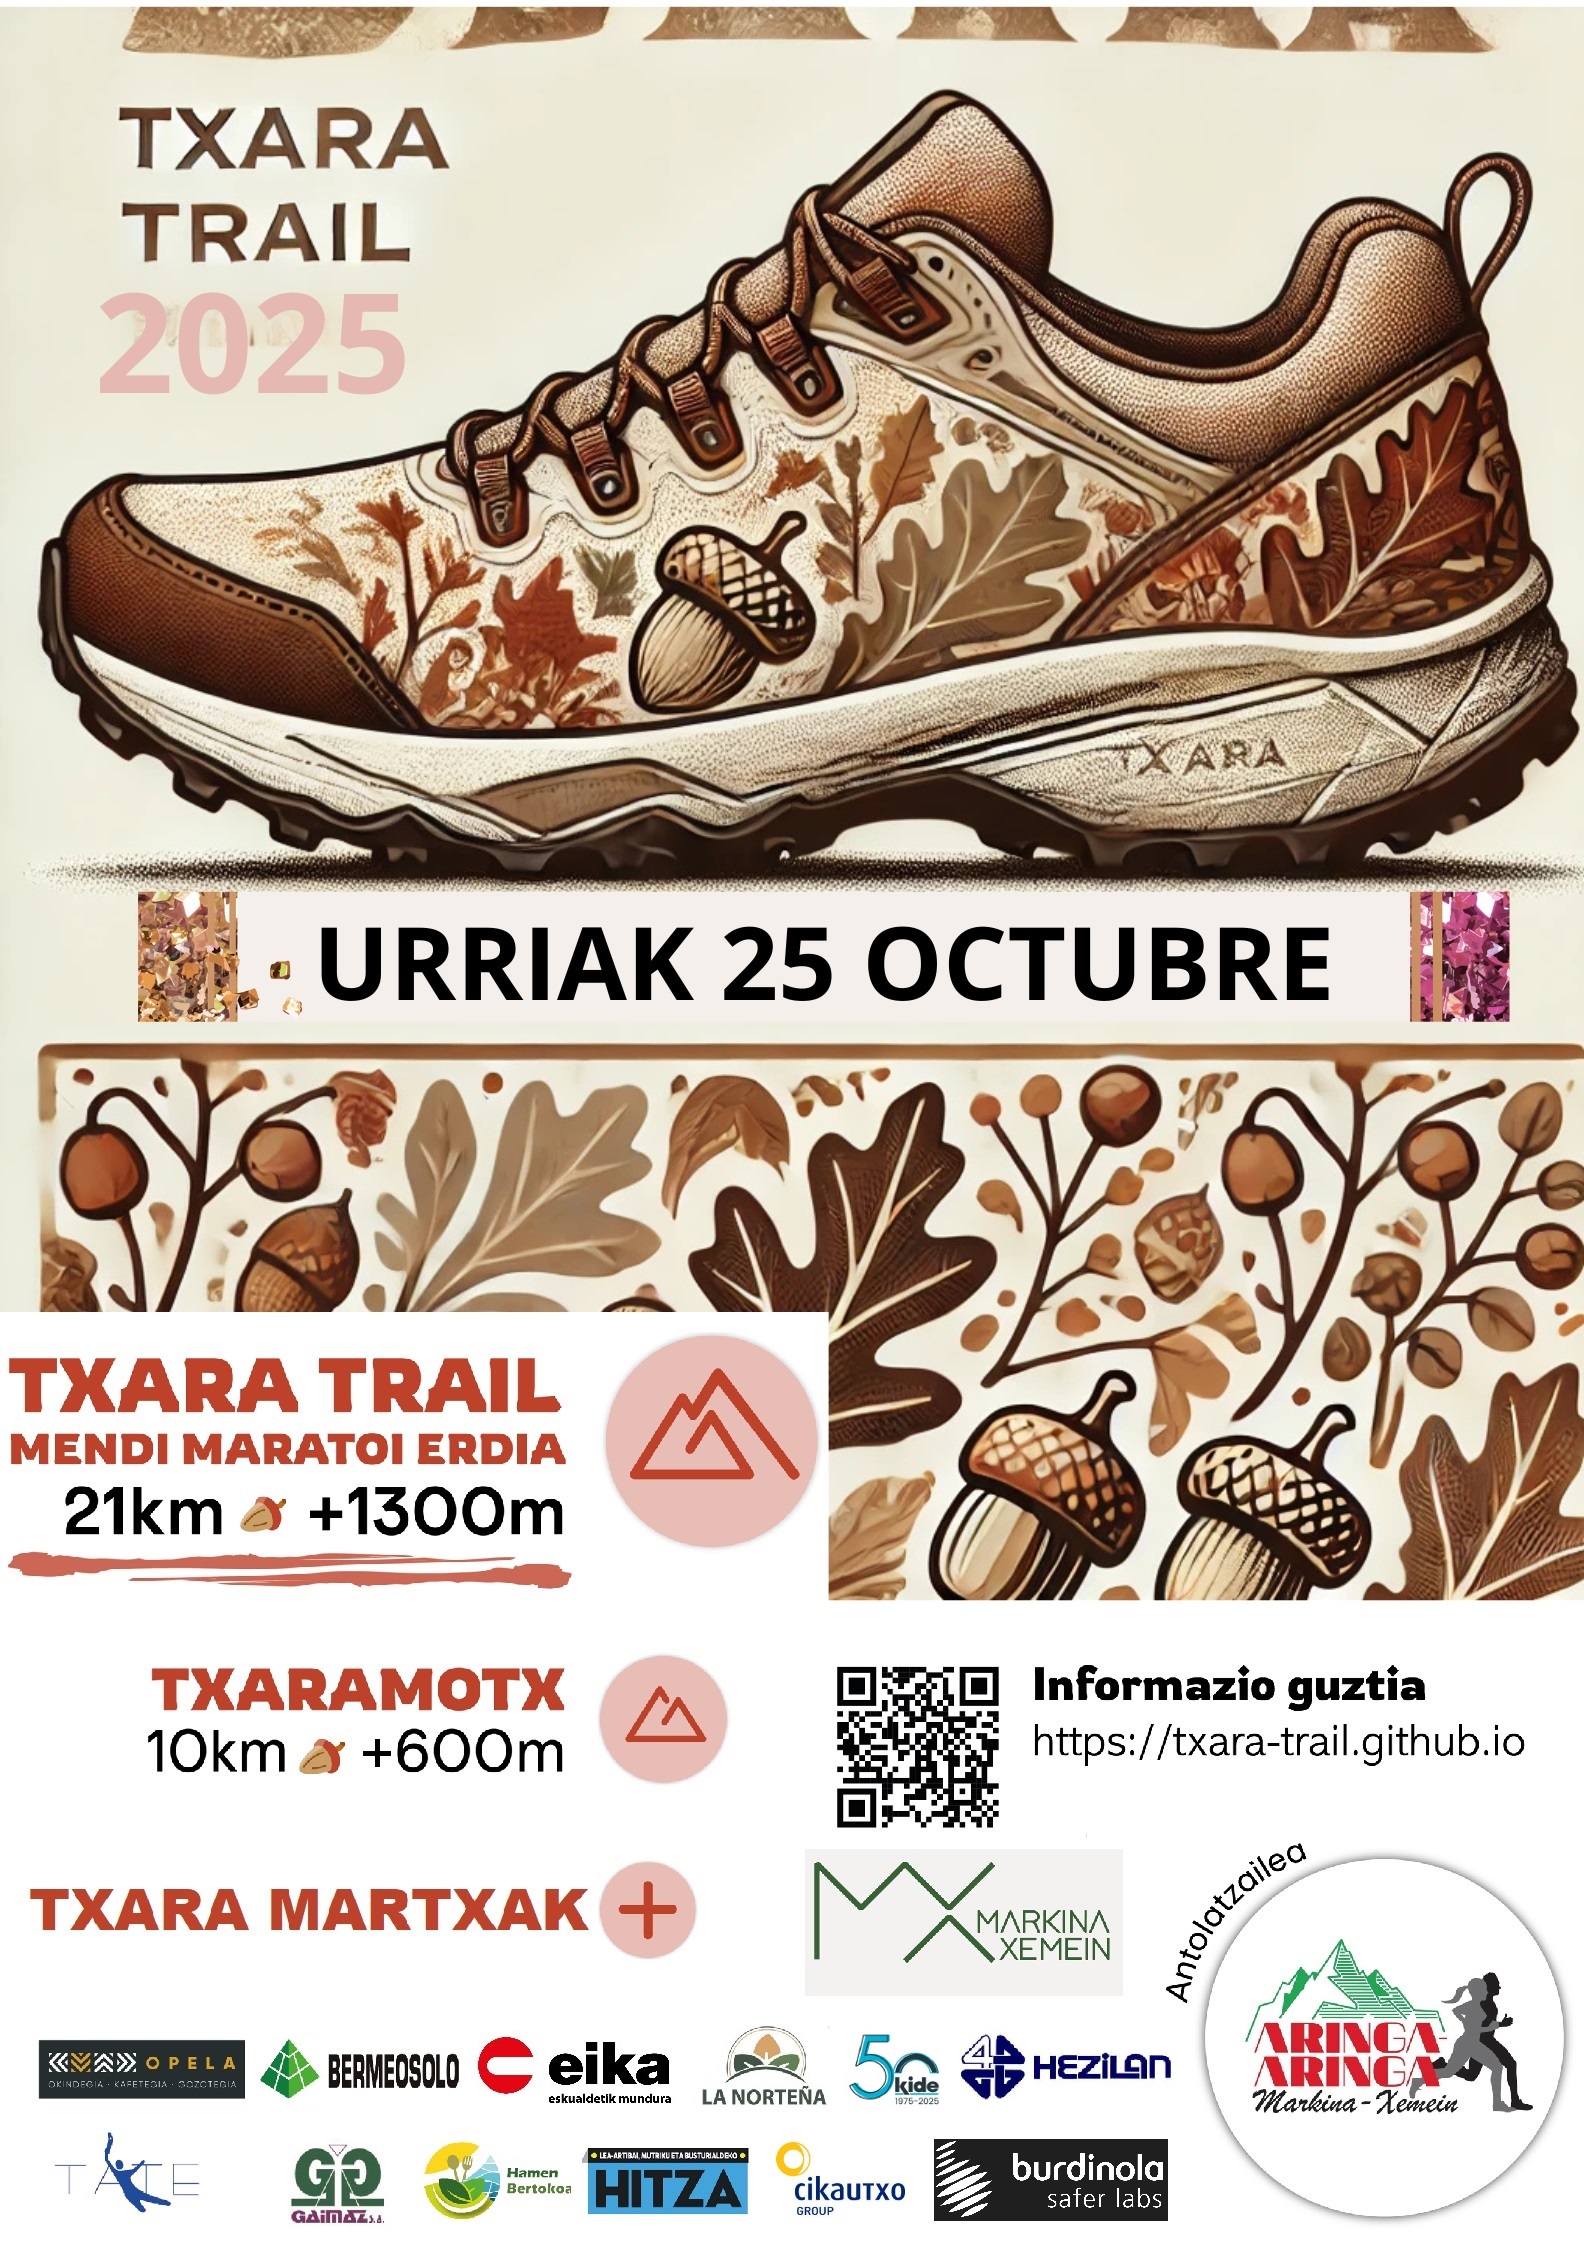 TXARA
TRAIL
2025
TXARA
URRIAK 25 OCTUBRE
TXARA TRAIL
MENDI MARATOI ERDIA
21km +1300m
TXARAMOTX
10km +600m
Informazio guztia
https://txara-trail.github.io
TXARA MARTXAK
MX MARKINA
XEMEIN
Antolatzailea
ARINGA-
ARINGA
Markina-Xemein
OPELA
OKINDEGIA · KAFETEGIA · GOZOTEGIA
BERMEOSOLO
eika
eskualdetik mundura
LA NORTEÑA
50 kide
1975-2025
HEZiLAN
TATE
GAiMAZ s.a.
Hamen
Bertokoa
LEA-ARTIBAI, MUTRIKU ETA BUSTURIALDEKO
HITZA
cikautxo
GROUP
burdinola
safer labs